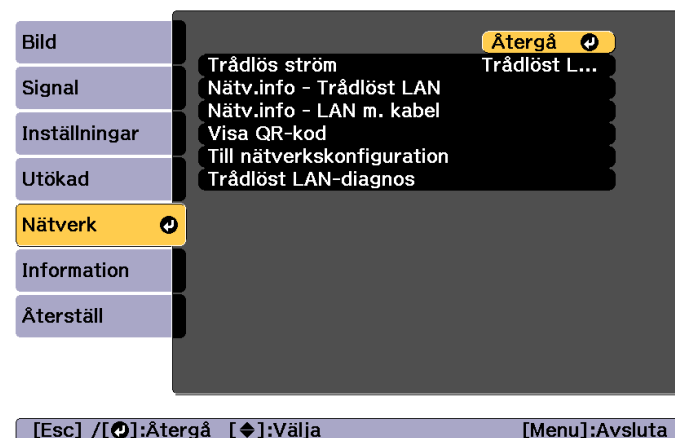 Bild
Signal
Inställningar
Utökad
Nätverk
Information
Återställ
Återgå
Trådlös ström Trådlöst L...
Nätv.info - Trådlöst LAN
Nätv.info - LAN m. kabel
Visa QR-kod
Till nätverkskonfiguration
Trådlöst LAN-diagnos
[Esc] /[⏎]:Återgå [◆]:Välja [Menu]:Avsluta